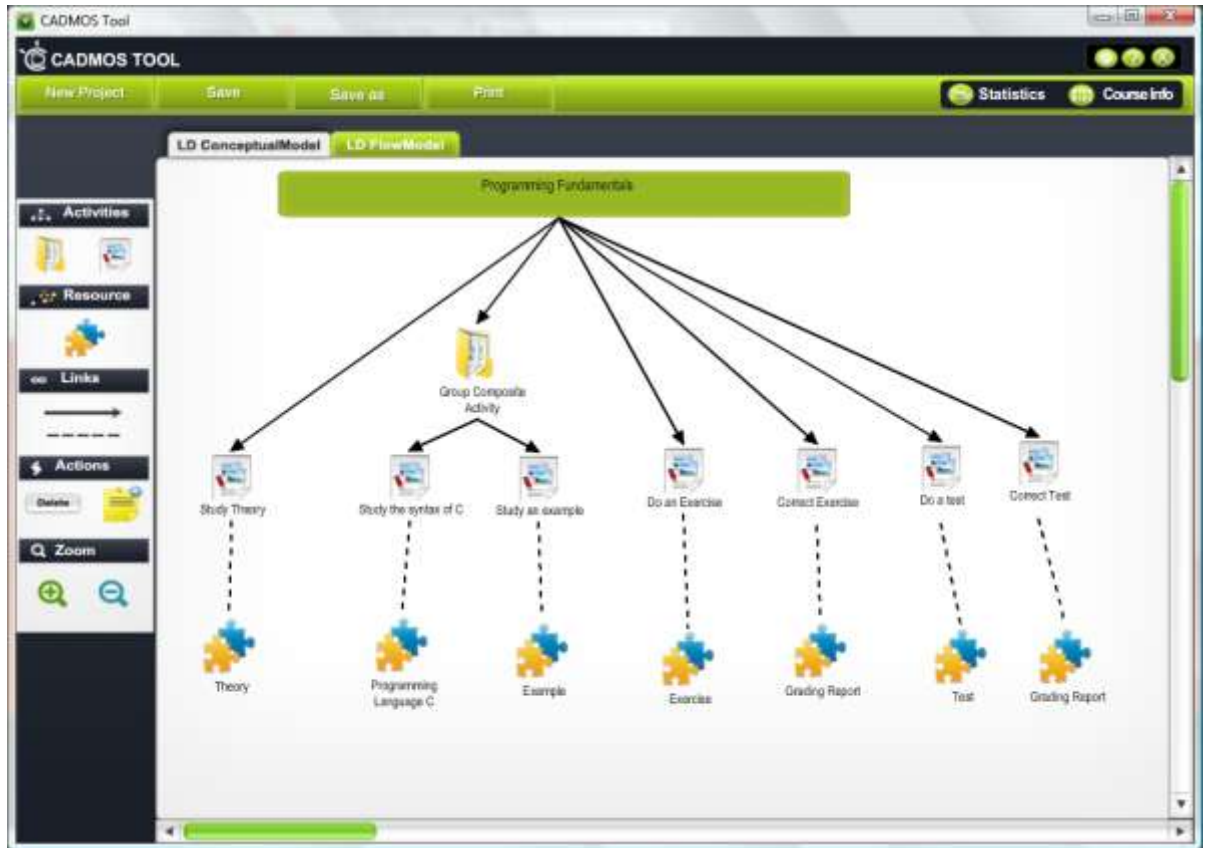 CADMOS Tool
CADMOS TOOL
New Project Save Save as Print Statistics Course Info
LD ConceptualModel LD FlowModel
Programming Fundamentals
Activities
Resource
Links
Actions
Delete
Zoom
Group Composite
Activity
Study Theory
Study the syntax of C
Study an example
Do an Exercise
Correct Exercise
Do a test
Correct Test
Theory
Programming
Language C
Example
Exercise
Grading Report
Test
Grading Report